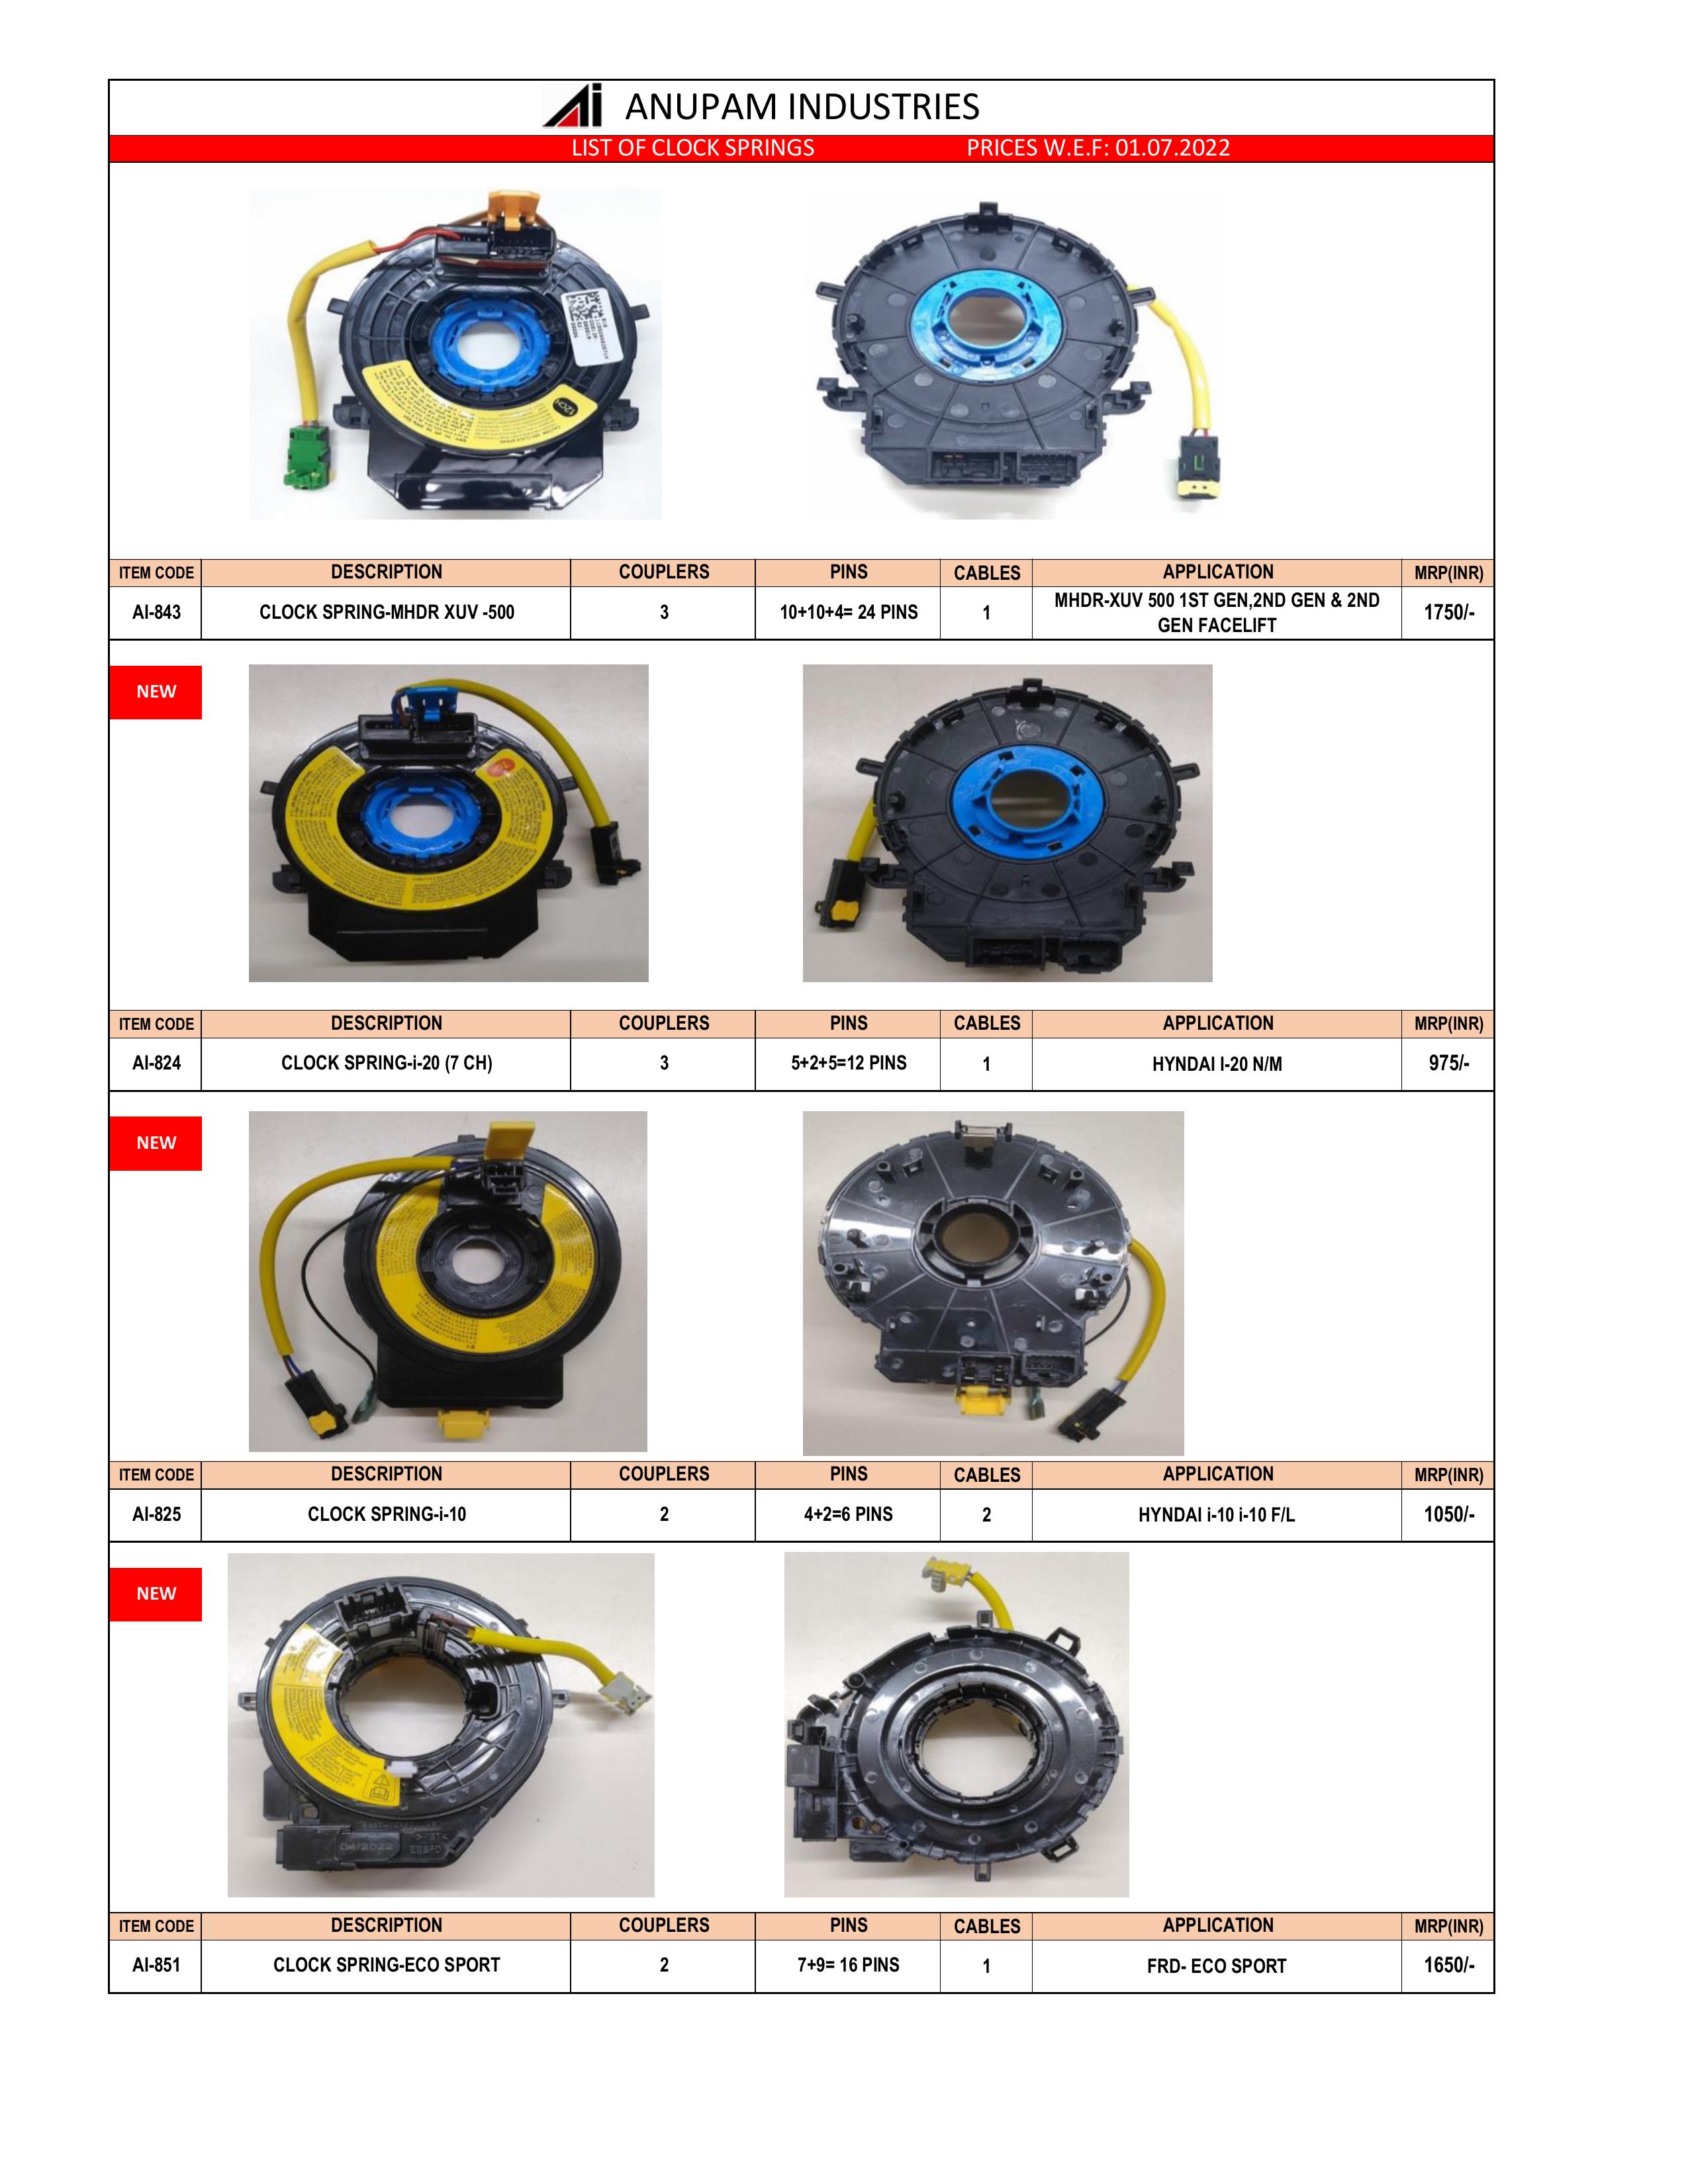 Ai ANUPAM INDUSTRIES
LIST OF CLOCK SPRINGS PRICES W.E.F: 01.07.2022
12CH
ITEM CODE DESCRIPTION COUPLERS PINS CABLES APPLICATION MRP(INR)
AI-843 CLOCK SPRING-MHDR XUV -500 3 10+10+4= 24 PINS 1 MHDR-XUV 500 1ST GEN,2ND GEN & 2ND GEN FACELIFT 1750/-
NEW
ITEM CODE DESCRIPTION COUPLERS PINS CABLES APPLICATION MRP(INR)
AI-824 CLOCK SPRING-i-20 (7 CH) 3 5+2+5=12 PINS 1 HYNDAI I-20 N/M 975/-
NEW
ITEM CODE DESCRIPTION COUPLERS PINS CABLES APPLICATION MRP(INR)
AI-825 CLOCK SPRING-i-10 2 4+2=6 PINS 2 HYNDAI i-10 i-10 F/L 1050/-
NEW
04/2022
ITEM CODE DESCRIPTION COUPLERS PINS CABLES APPLICATION MRP(INR)
AI-851 CLOCK SPRING-ECO SPORT 2 7+9= 16 PINS 1 FRD- ECO SPORT 1650/-